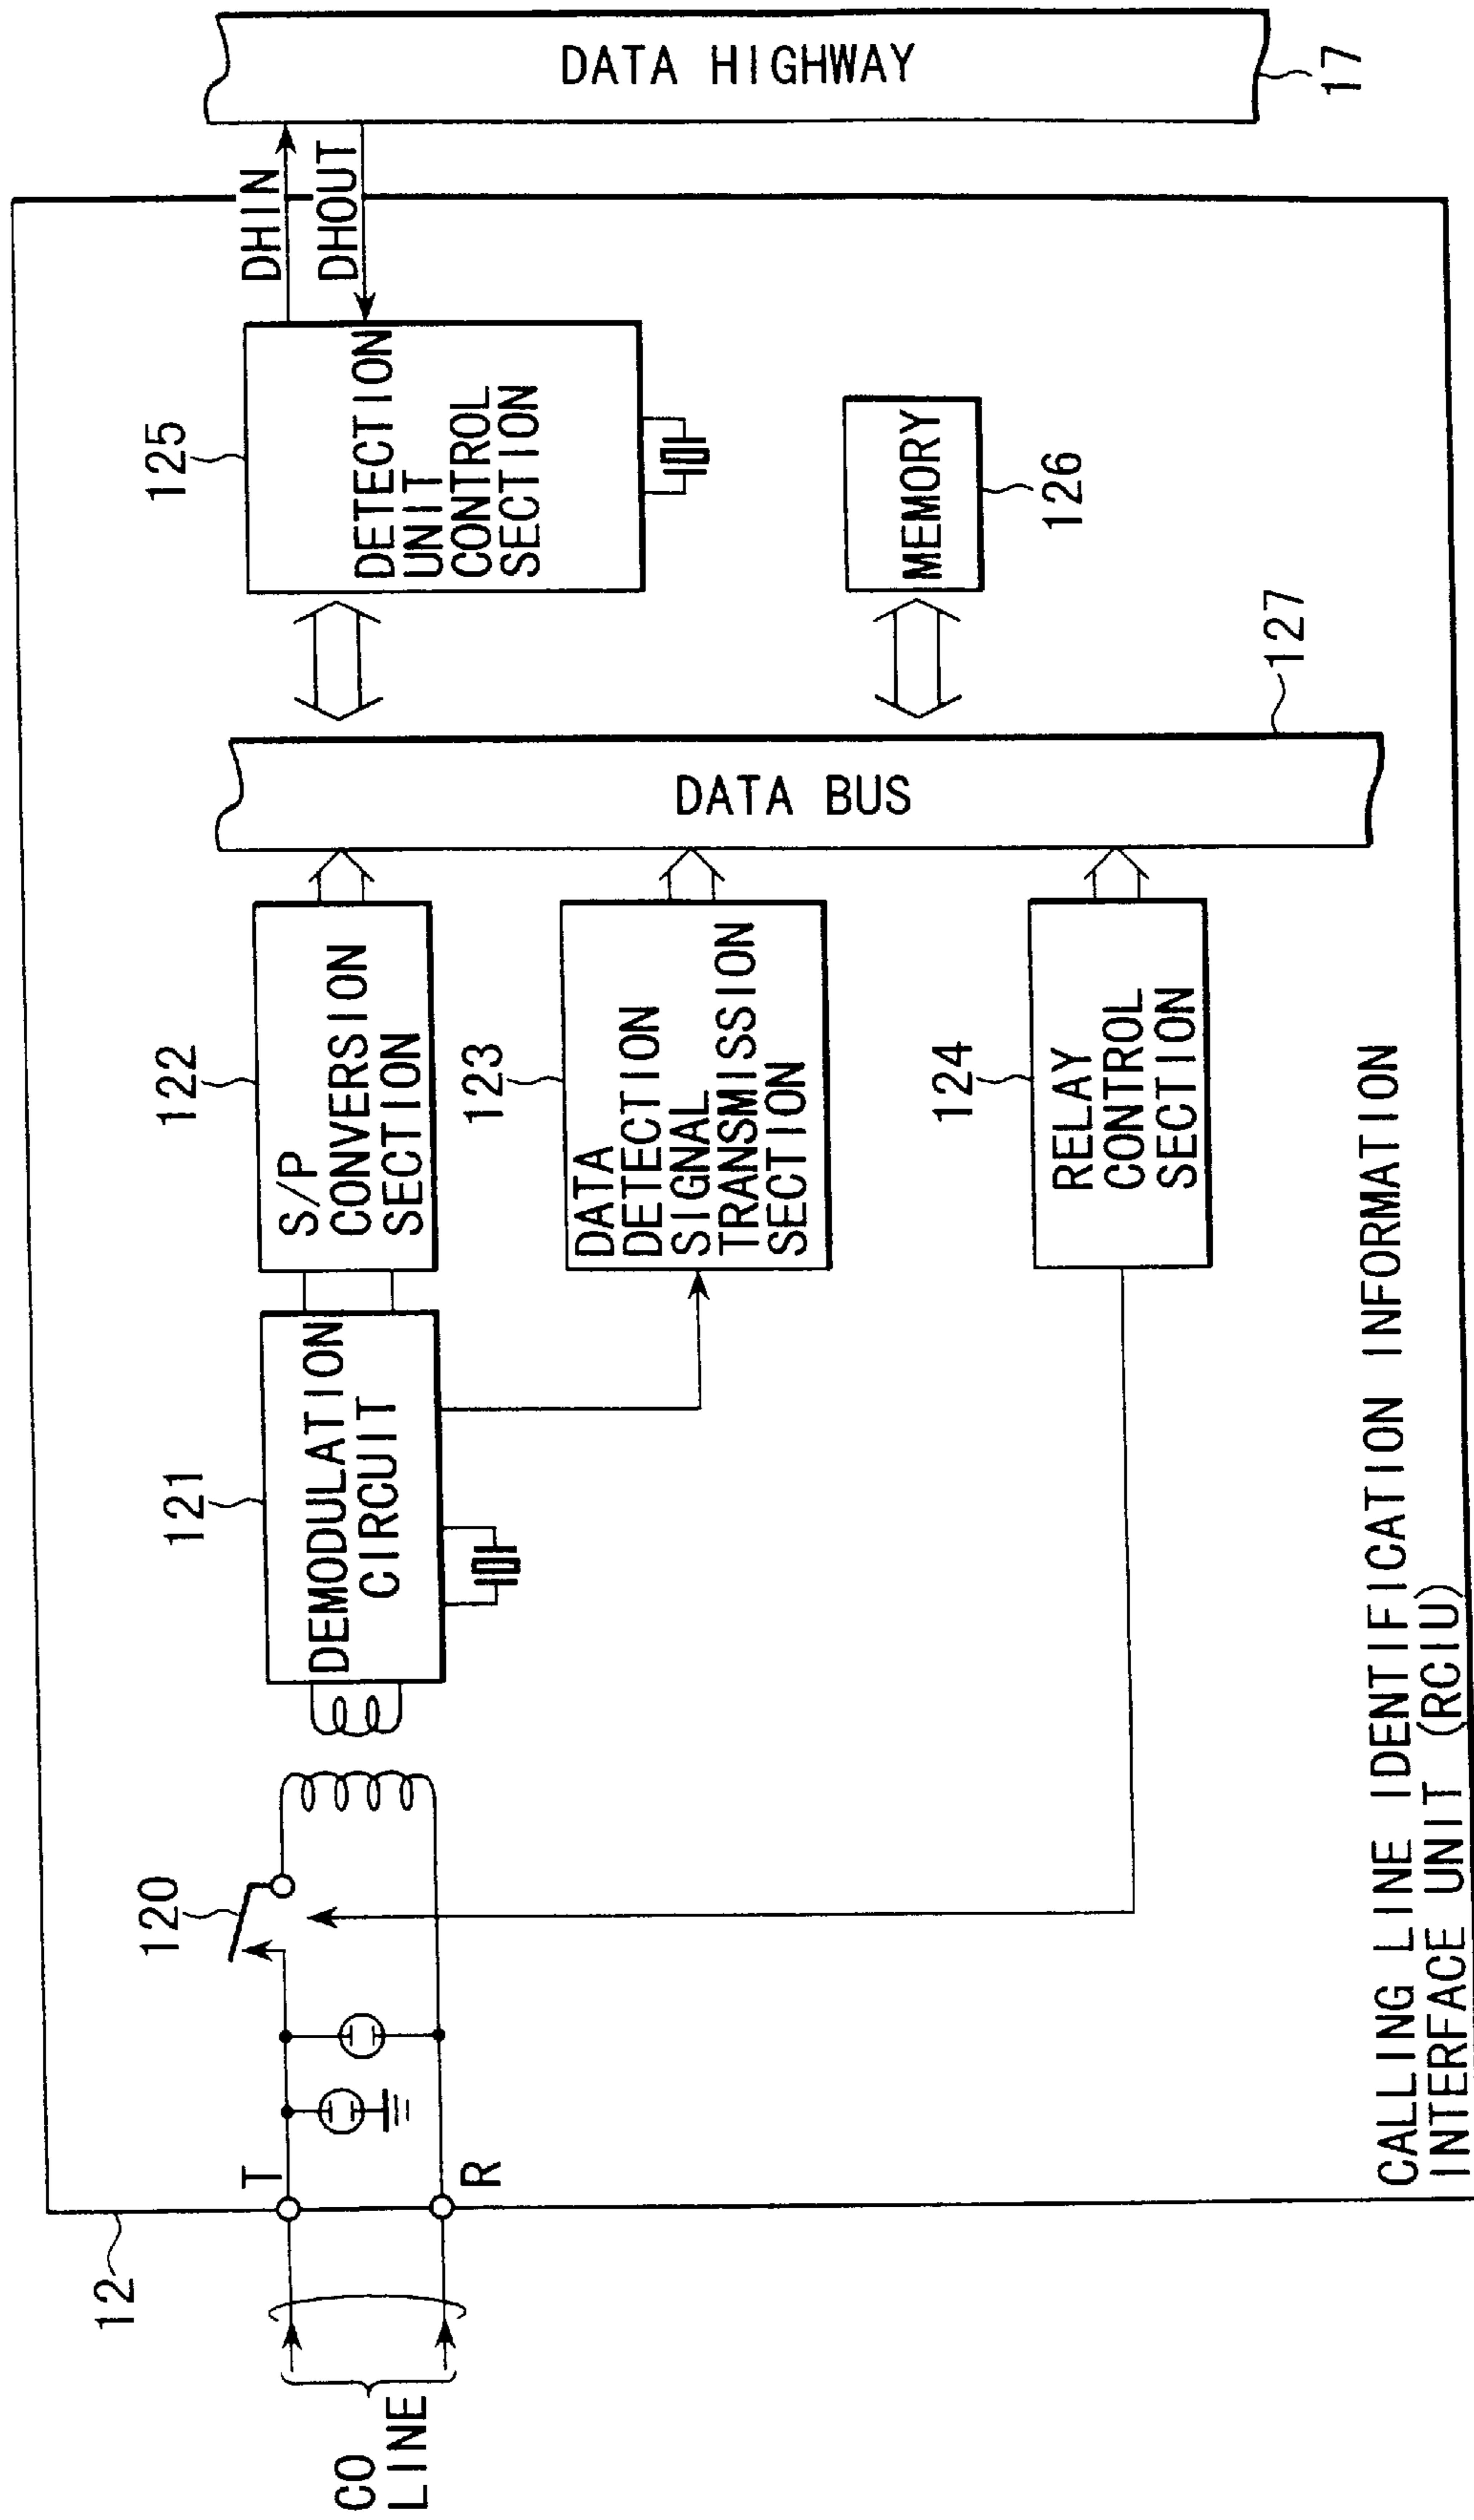 12
CO
LINE
T
R
120
121
DEMODULATION
CIRCUIT
122
S/P
CONVERSION
SECTION
123
DATA
DETECTION
SIGNAL
TRANSMISSION
SECTION
124
RELAY
CONTROL
SECTION
DATA BUS
127
125
DETECTION
UNIT
CONTROL
SECTION
MEMORY
126
DHIN
DHOUT
DATA HIGHWAY
17
CALLING LINE IDENTIFICATION INFORMATION
INTERFACE UNIT (RCIU)